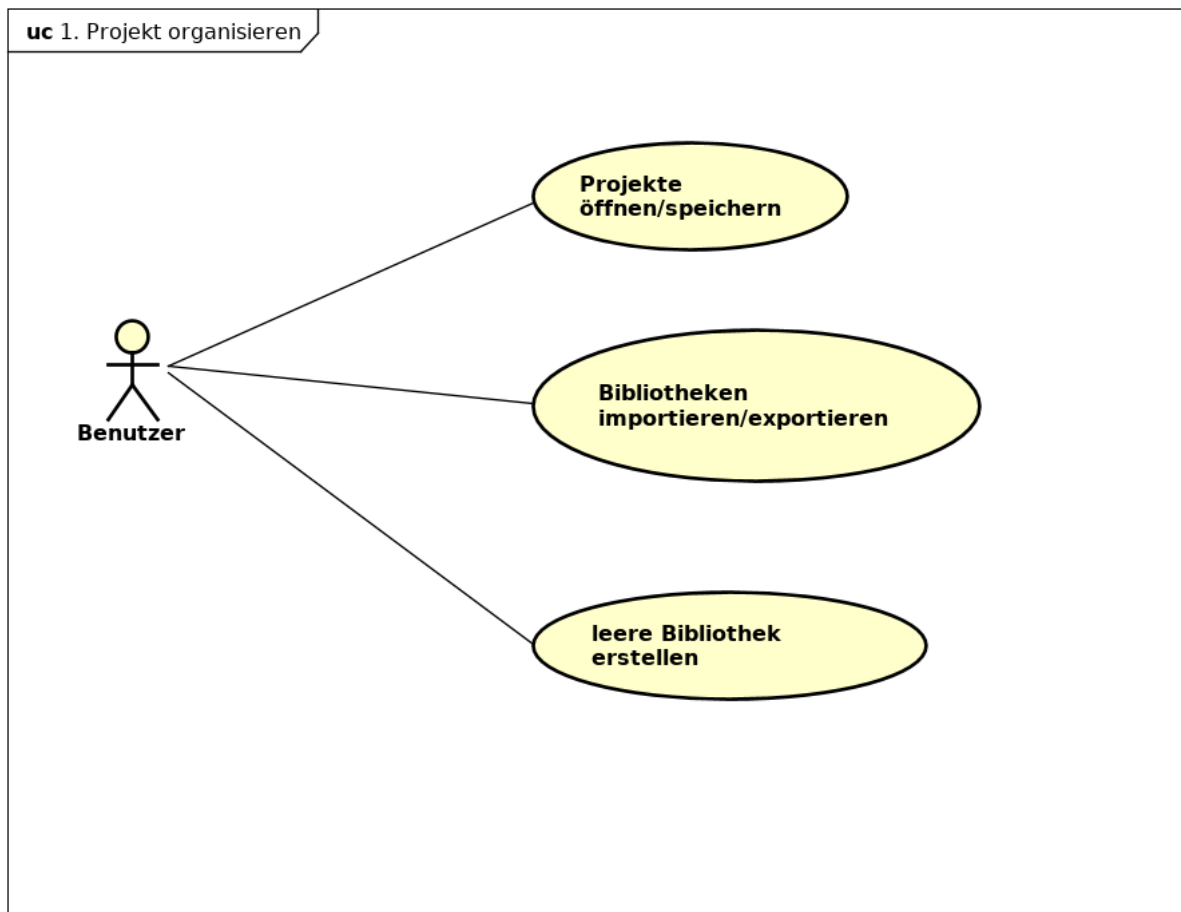 uc 1. Projekt organisieren
Projekte
öffnen/speichern
Bibliotheken
importieren/exportieren
Benutzer
leere Bibliothek
erstellen